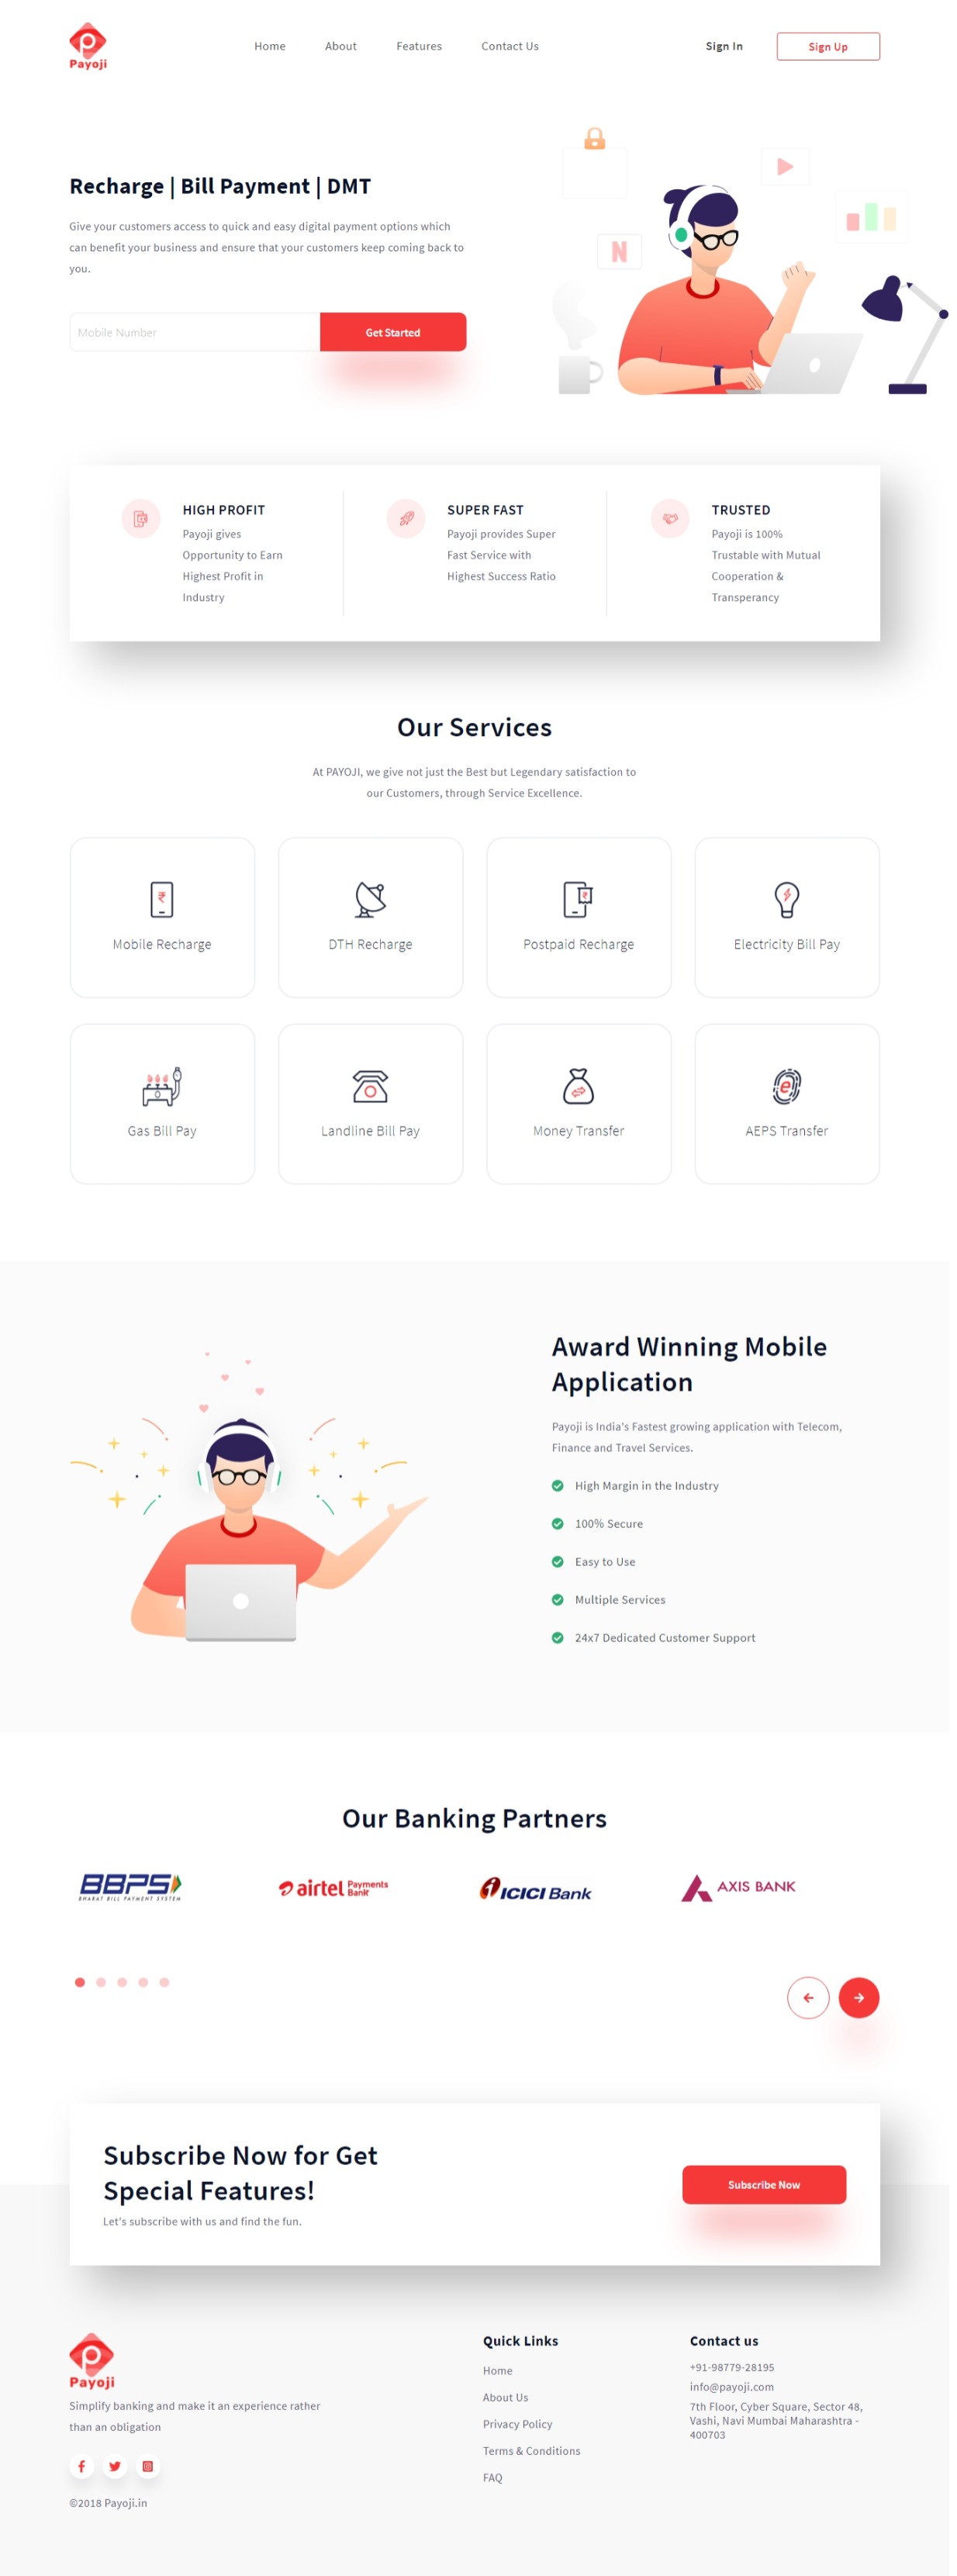 Payoji
Home About Features Contact Us Sign In Sign Up
Recharge | Bill Payment | DMT
Give your customers access to quick and easy digital payment options which
can benefit your business and ensure that your customers keep coming back to
you.
Mobile Number Get Started
N
HIGH PROFIT
Payoji gives
Opportunity to Earn
Highest Profit in
Industry
SUPER FAST
Payoji provides Super
Fast Service with
Highest Success Ratio
TRUSTED
Payoji is 100%
Trustable with Mutual
Cooperation &
Transperancy
Our Services
At PAYOJI, we give not just the Best but Legendary satisfaction to
our Customers, through Service Excellence.
Mobile Recharge
DTH Recharge
Postpaid Recharge
Electricity Bill Pay
Gas Bill Pay
Landline Bill Pay
Money Transfer
AEPS Transfer
Award Winning Mobile
Application
Payoji is India's Fastest growing application with Telecom,
Finance and Travel Services.
High Margin in the Industry
100% Secure
Easy to Use
Multiple Services
24x7 Dedicated Customer Support
Our Banking Partners
BBPS
BHARAT BILL PAYMENT SYSTEM
airtel Payments
Bank
ICICI Bank
AXIS BANK
Subscribe Now for Get
Special Features!
Let's subscribe with us and find the fun.
Subscribe Now
Payoji
Simplify banking and make it an experience rather
than an obligation
©2018 Payoji.in
Quick Links
Home
About Us
Privacy Policy
Terms & Conditions
FAQ
Contact us
+91-98779-28195
info@payoji.com
7th Floor, Cyber Square, Sector 48,
Vashi, Navi Mumbai Maharashtra -
400703